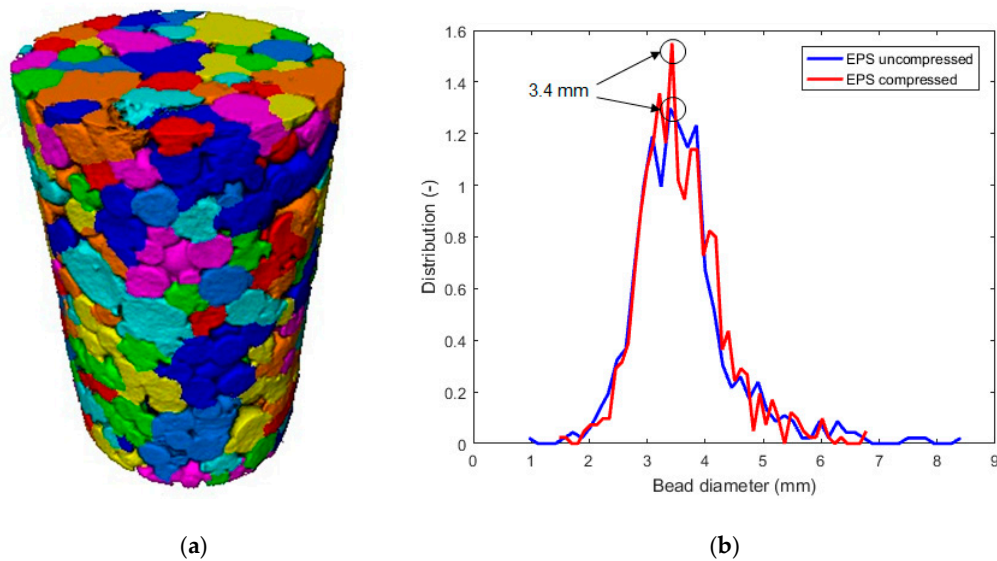 1.6
1.4
1.2
1
0.8
0.6
0.4
0.2
0
Distribution (-)
3.4 mm
EPS uncompressed
EPS compressed
0 1 2 3 4 5 6 7 8 9
Bead diameter (mm)
(a) (b)